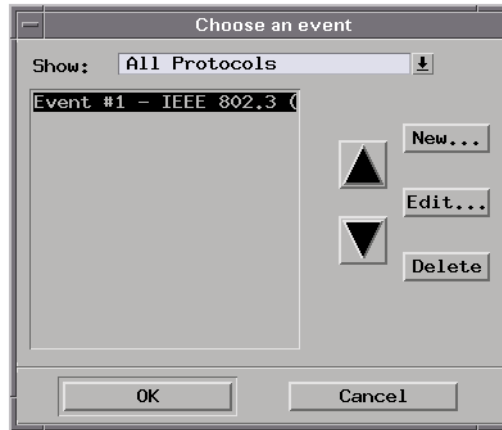 Choose an event
Show: All Protocols
Event #1 - IEEE 802.3 (
New...
Edit...
Delete
OK
Cancel